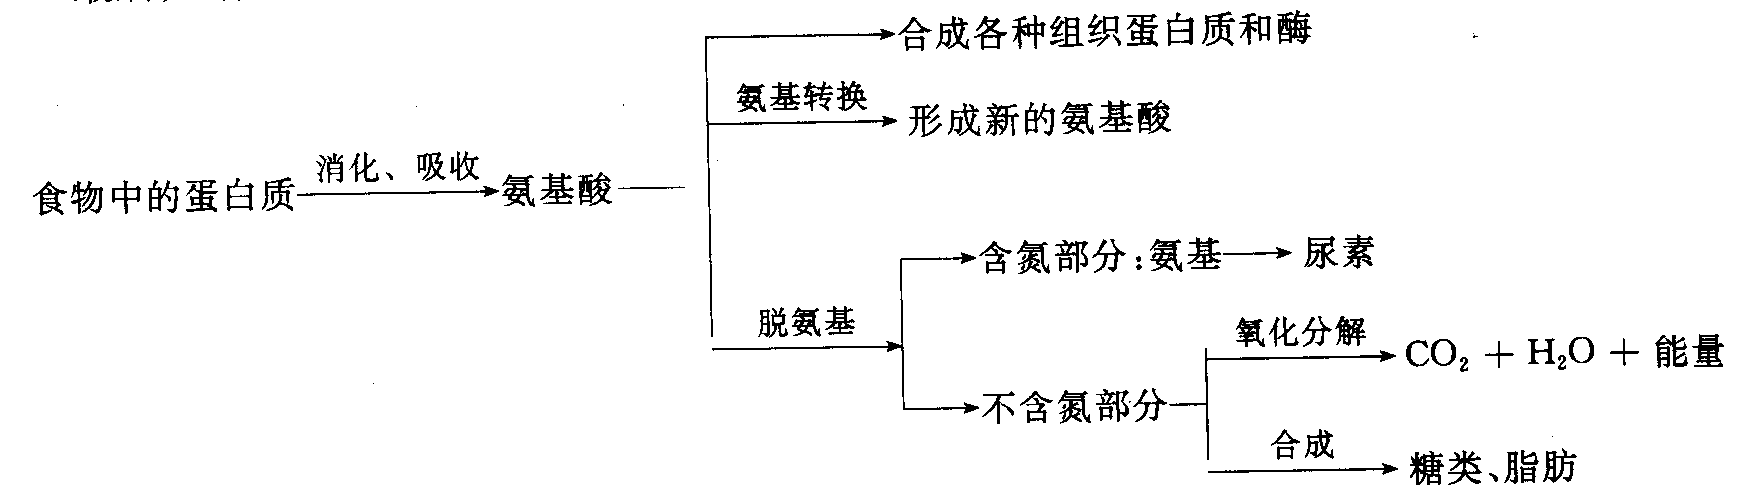 合成各种组织蛋白质和酶
氨基转换
形成新的氨基酸
食物中的蛋白质
消化、吸收
氨基酸
脱氨基
含氮部分:氨基
尿素
不含氮部分
氧化分解
CO₂ + H₂O + 能量
合成
糖类、脂肪